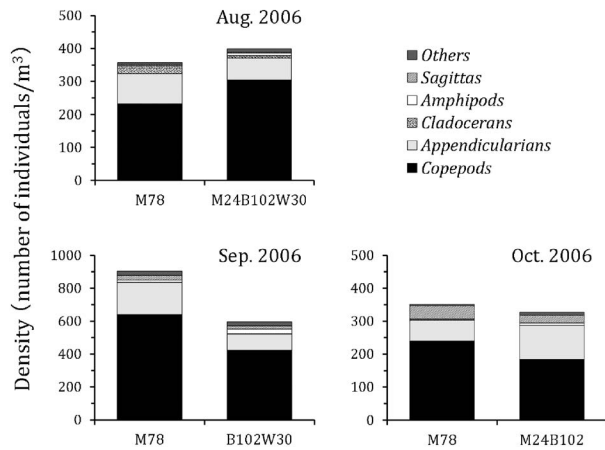 Density (number of individuals/m³)
Aug. 2006
500
400
300
200
100
0
M78
M24B102W30
Others
Sagittas
Amphipods
Cladocerans
Appendicularians
Copepods
Sep. 2006
1000
800
600
400
200
0
M78
B102W30
Oct. 2006
500
400
300
200
100
0
M78
M24B102